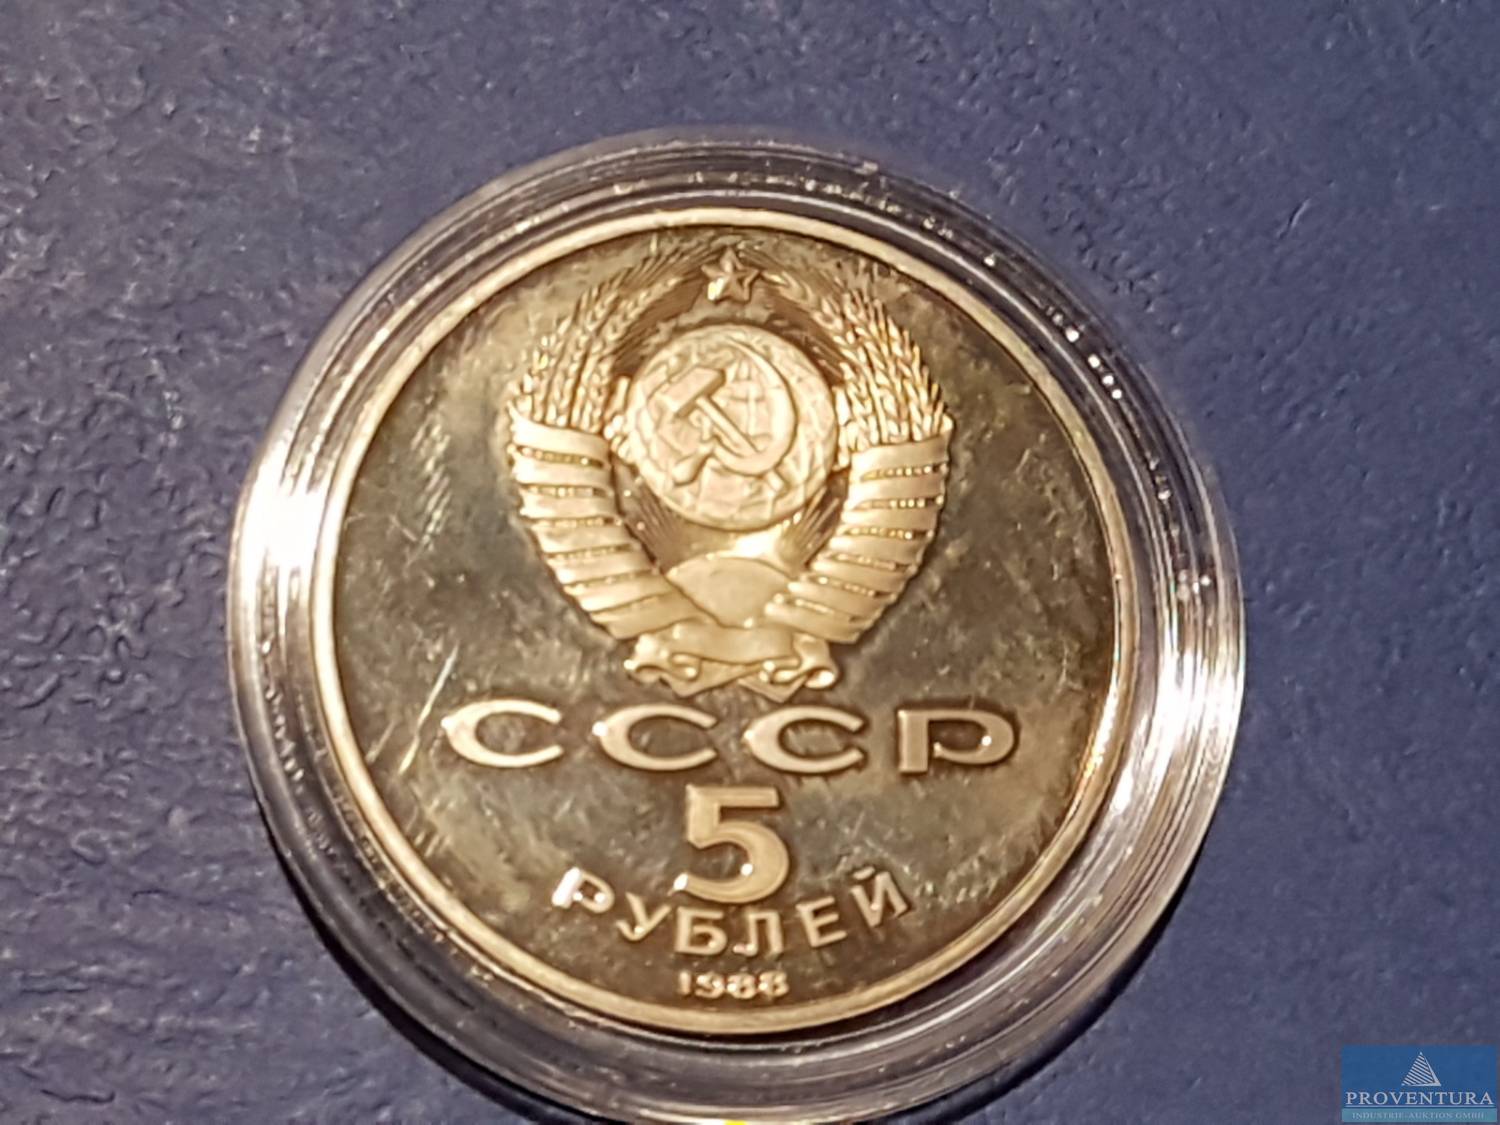 СССР
5
РУБЛЕЙ
1988
PROVENTURA
INDUSTRIE-AUKTION GMBH